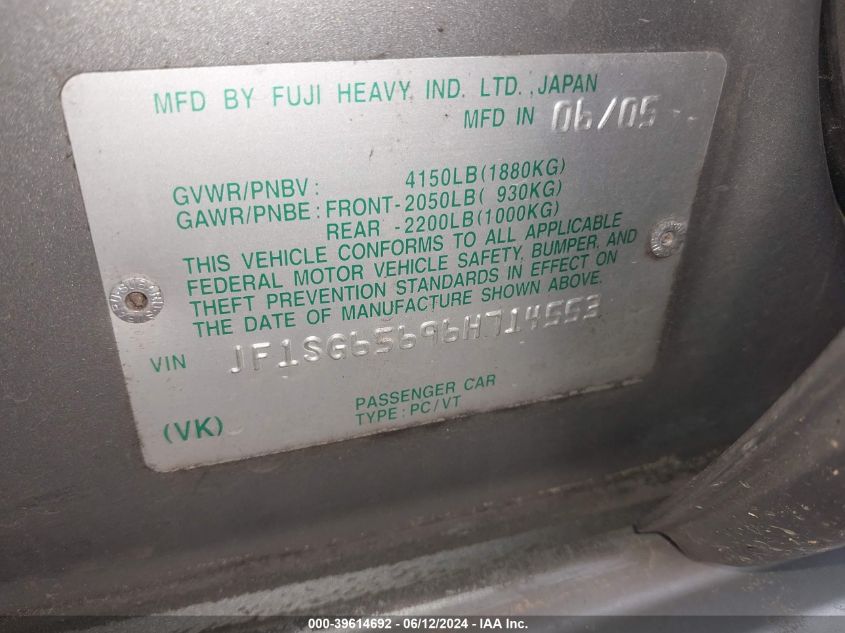 MFD BY FUJI HEAVY IND. LTD., JAPAN
MFD IN 06/05
GVWR/PNBV: 4150LB(1880KG)
GAWR/PNBE: FRONT-2050LB( 930KG)
REAR -2200LB(1000KG)
THIS VEHICLE CONFORMS TO ALL APPLICABLE
FEDERAL MOTOR VEHICLE SAFETY, BUMPER, AND
THEFT PREVENTION STANDARDS IN EFFECT ON
THE DATE OF MANUFACTURE SHOWN ABOVE.
VIN JF1SG65696H714553
PASSENGER CAR
(VK) TYPE: PC/VT
000-39614692 - 06/12/2024 - IAA Inc.